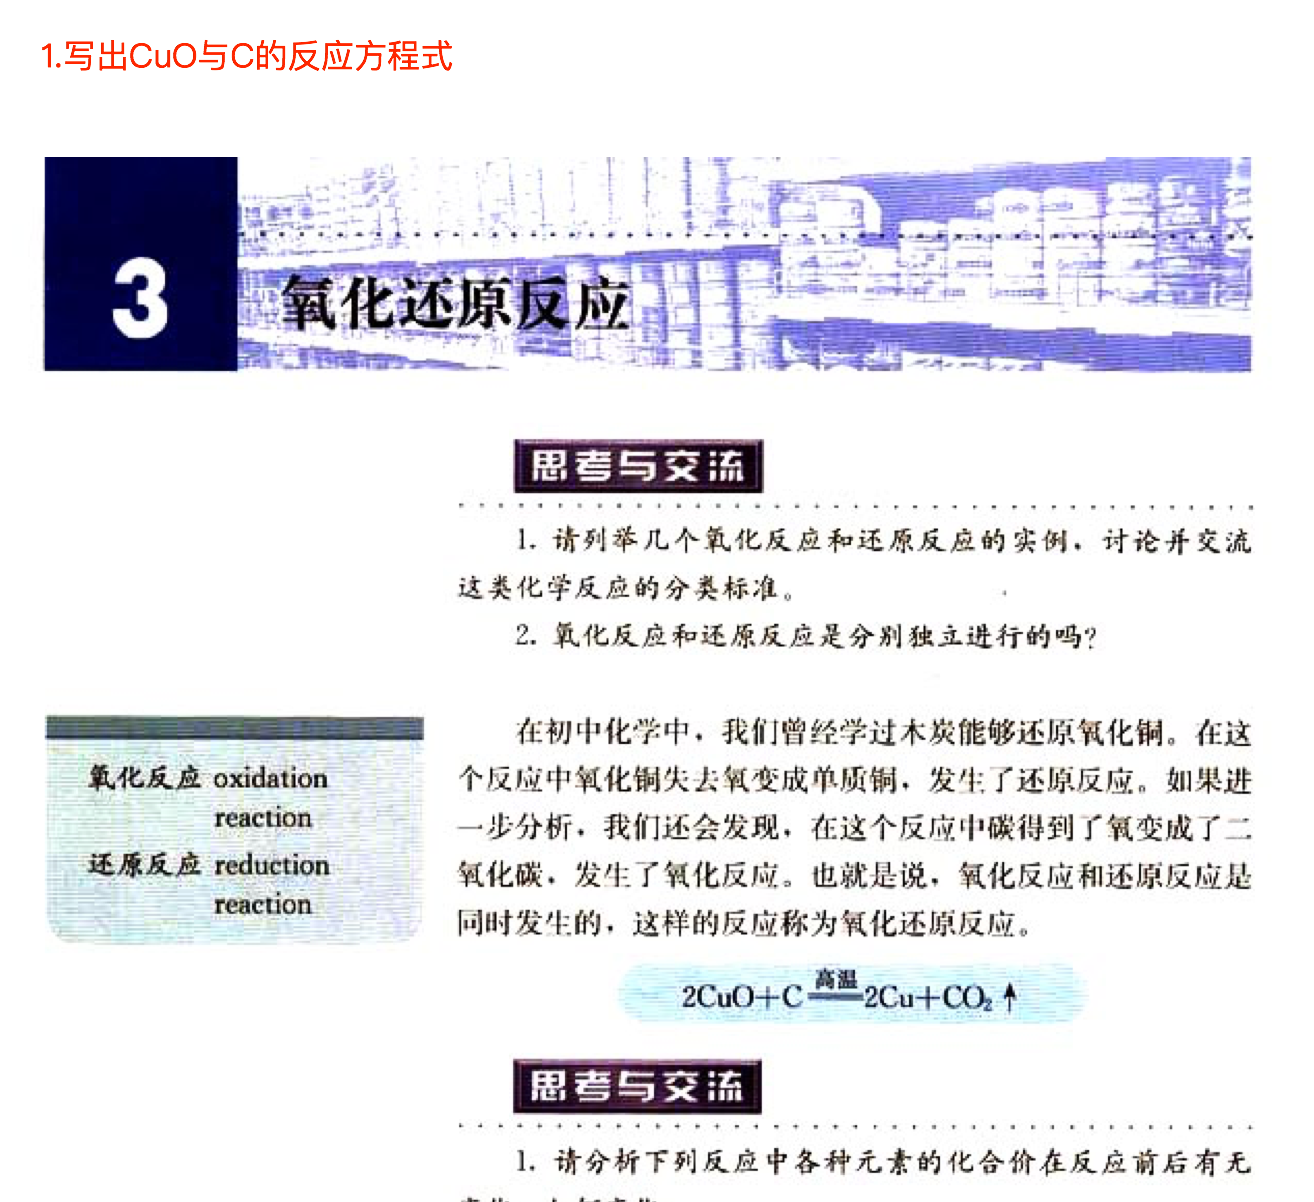 1.写出CuO与C的反应方程式
3
氧化还原反应
思考与交流
1. 请列举几个氧化反应和还原反应的实例，讨论并交流
这类化学反应的分类标准。
2. 氧化反应和还原反应是分别独立进行的吗?
氧化反应 oxidation
reaction
还原反应 reduction
reaction
在初中化学中，我们曾经学过木炭能够还原氧化铜。在这
个反应中氧化铜失去氧变成单质铜，发生了还原反应。如果进
一步分析，我们还会发现，在这个反应中碳得到了氧变成了二
氧化碳，发生了氧化反应。也就是说，氧化反应和还原反应是
同时发生的，这样的反应称为氧化还原反应。
高温
2CuO+C══2Cu+CO₂↑
思考与交流
1. 请分析下列反应中各种元素的化合价在反应前后有无